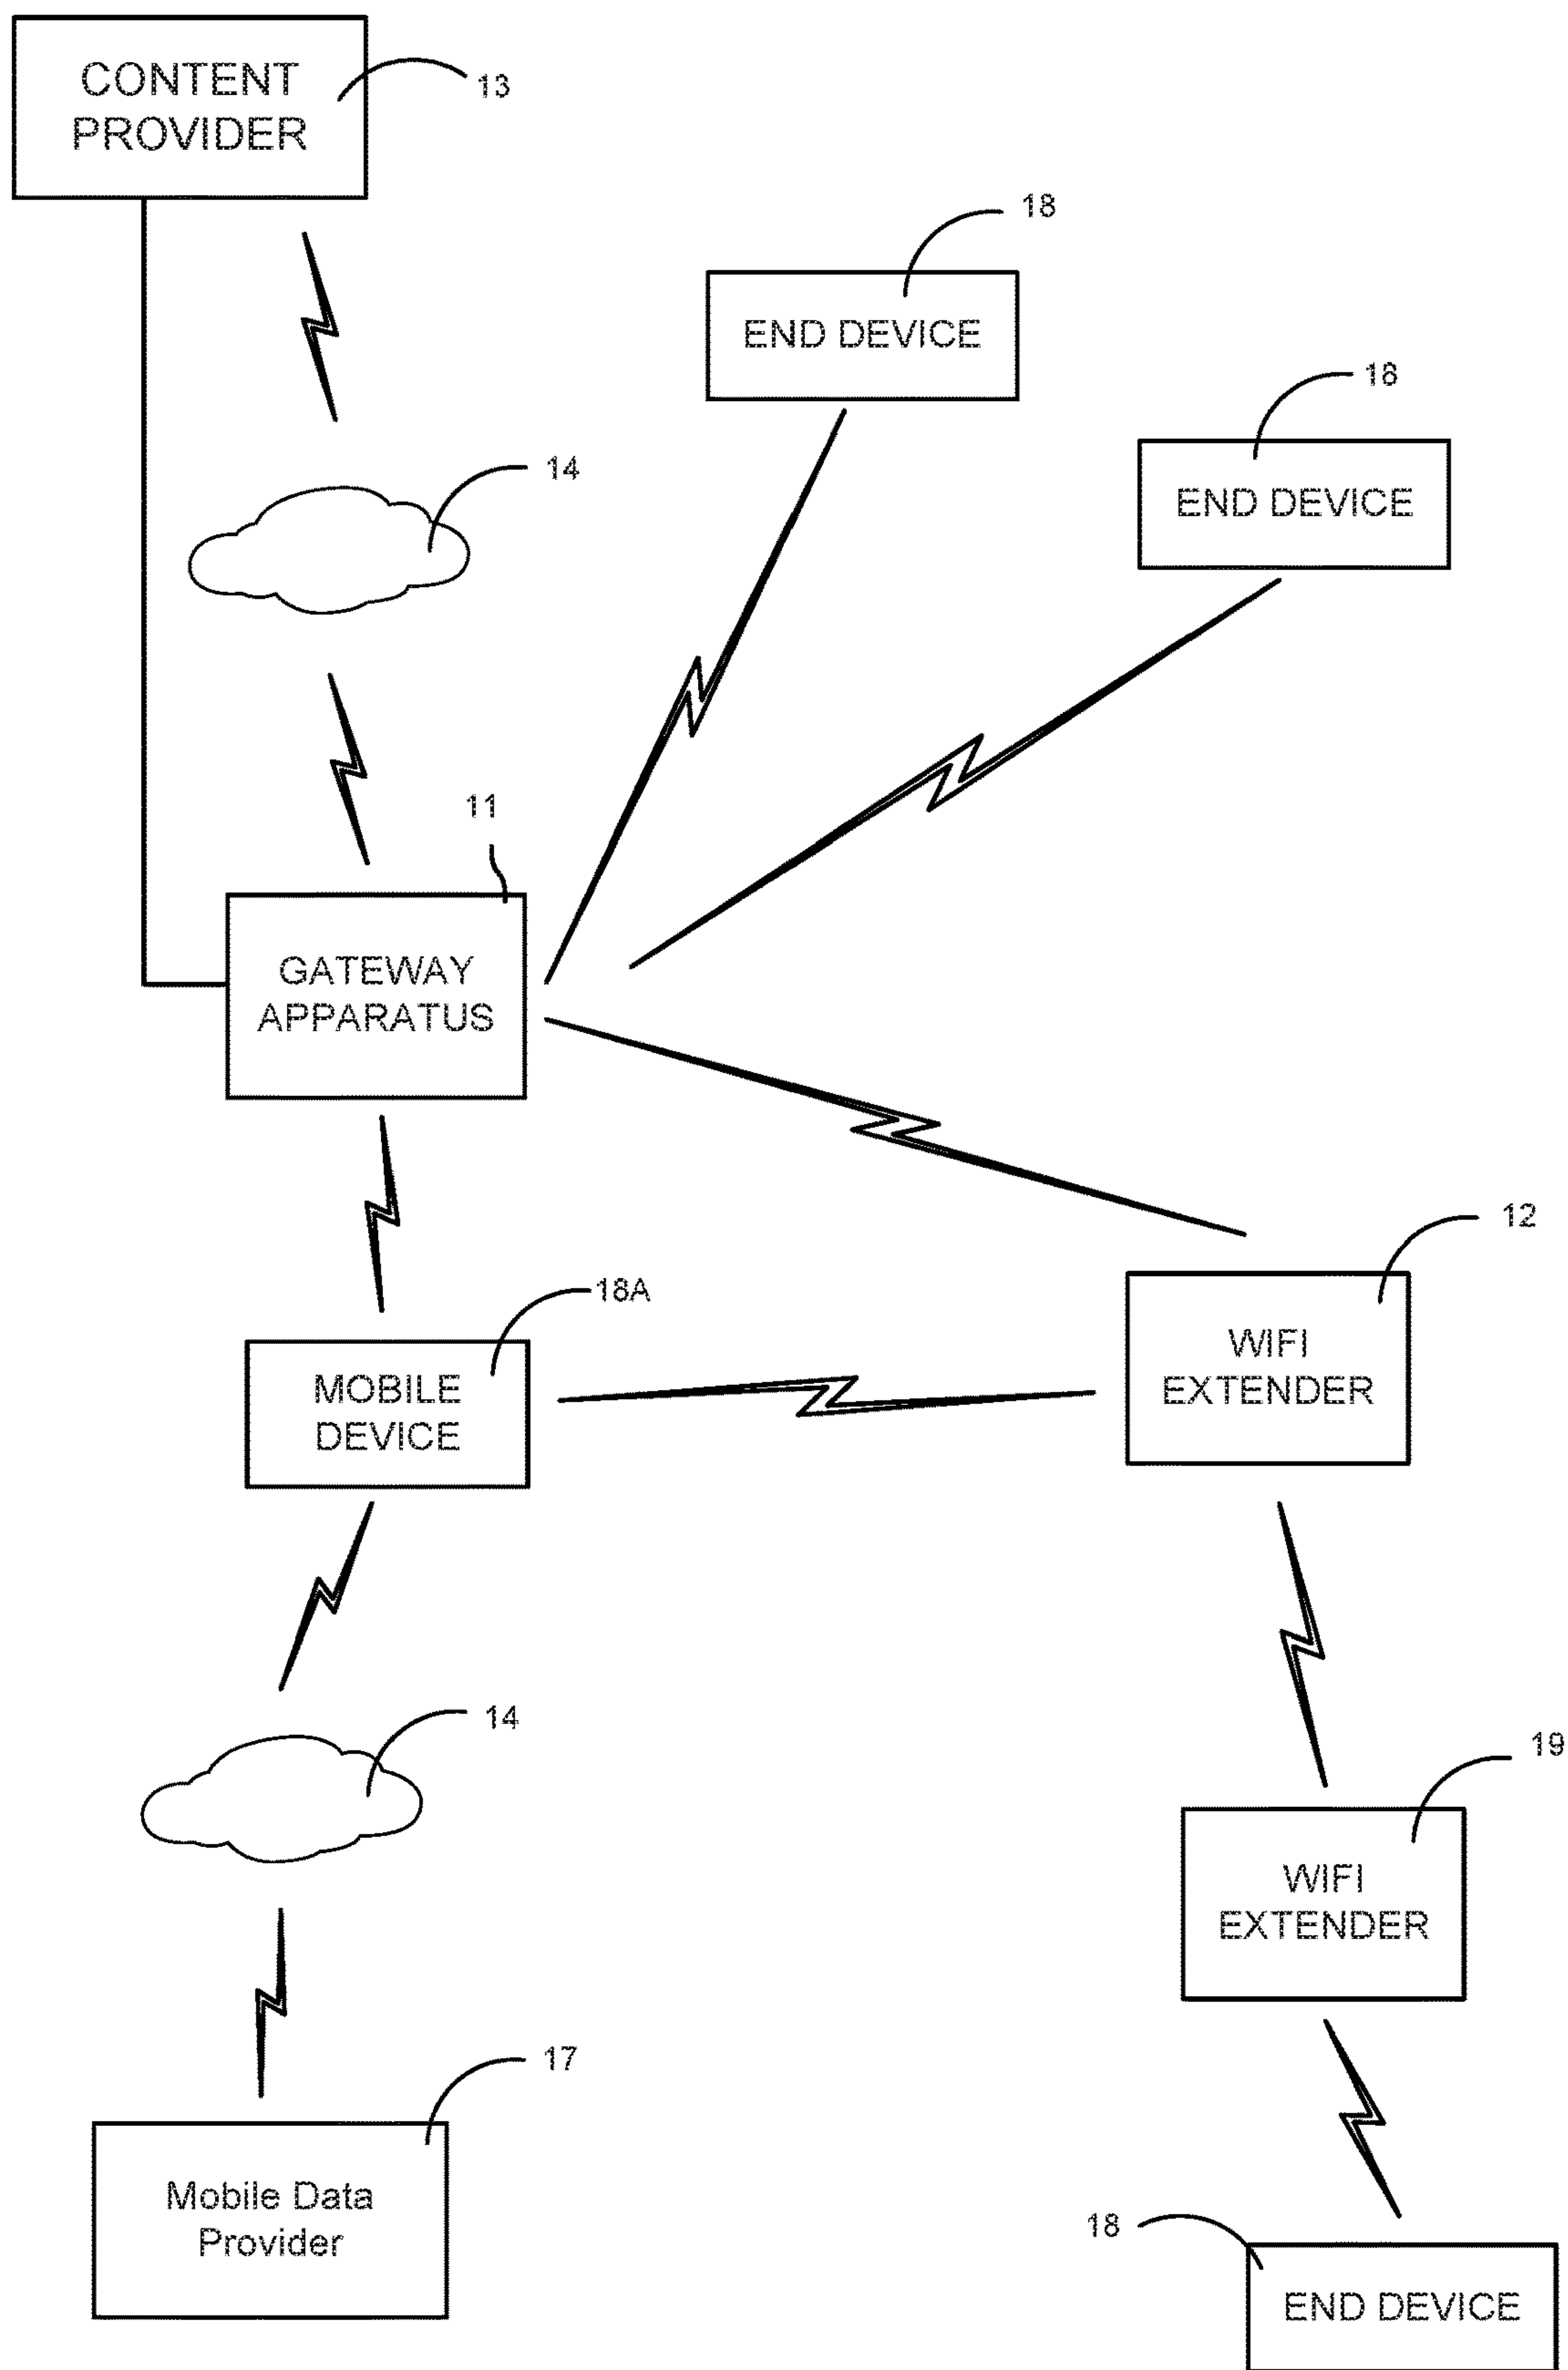 CONTENT
PROVIDER
13
18
END DEVICE
18
END DEVICE
14
11
GATEWAY
APPARATUS
12
WIFI
EXTENDER
18A
MOBILE
DEVICE
14
19
WIFI
EXTENDER
17
Mobile Data
Provider
18
END DEVICE